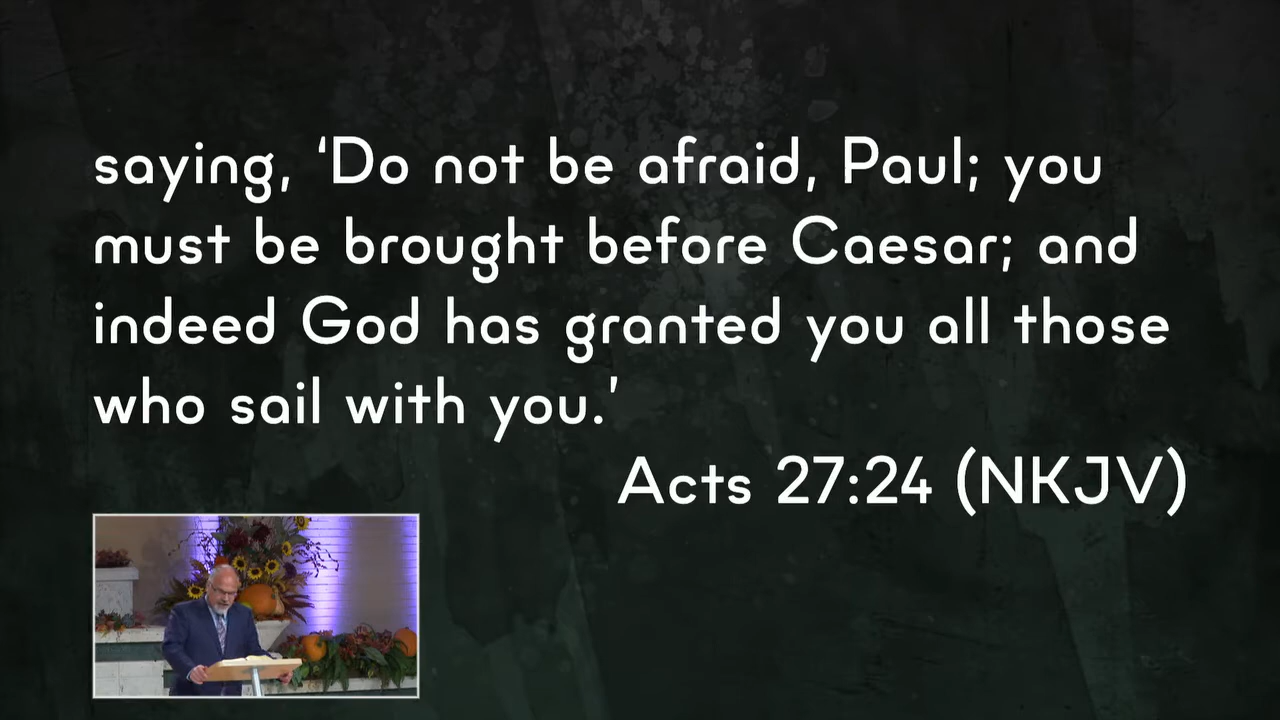 saying, ‘Do not be afraid, Paul; you
must be brought before Caesar; and
indeed God has granted you all those
who sail with you.’
Acts 27:24 (NKJV)